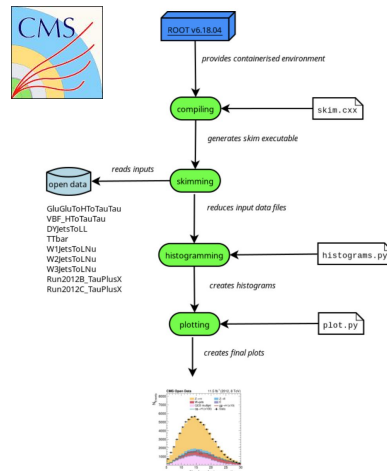 CMS
ROOT v6.18.04
provides containerised environment
compiling
skim.cxx
generates skim executable
reads inputs
open data
skimming
GluGluToHToTauTau
VBF_HToTauTau
DYJetsToLL
TTbar
W1JetsToLNu
W2JetsToLNu
W3JetsToLNu
Run2012B_TauPlusX
Run2012C_TauPlusX
reduces input data files
histogramming
histograms.py
creates histograms
plotting
plot.py
creates final plots
CMS Open Data